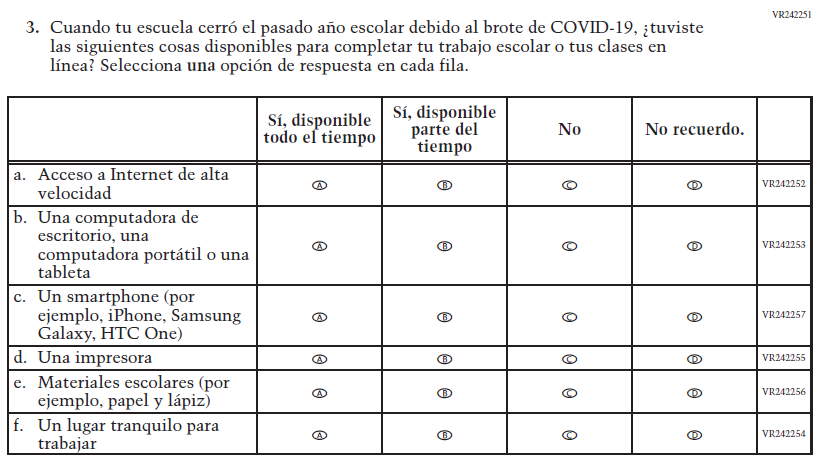 VR242251
3. Cuando tu escuela cerró el pasado año escolar debido al brote de COVID-19, ¿tuviste
las siguientes cosas disponibles para completar tu trabajo escolar o tus clases en
línea? Selecciona una opción de respuesta en cada fila.
Sí, disponible
todo el tiempo
Sí, disponible
parte del
tiempo
No
No recuerdo.
a. Acceso a Internet de alta
velocidad
A B C D VR242252
b. Una computadora de
escritorio, una
computadora portátil o una
tableta
A B C D VR242253
c. Un smartphone (por
ejemplo, iPhone, Samsung
Galaxy, HTC One)
A B C D VR242257
d. Una impresora A B C D VR242255
e. Materiales escolares (por
ejemplo, papel y lápiz)
A B C D VR242256
f. Un lugar tranquilo para
trabajar
A B C D VR242254